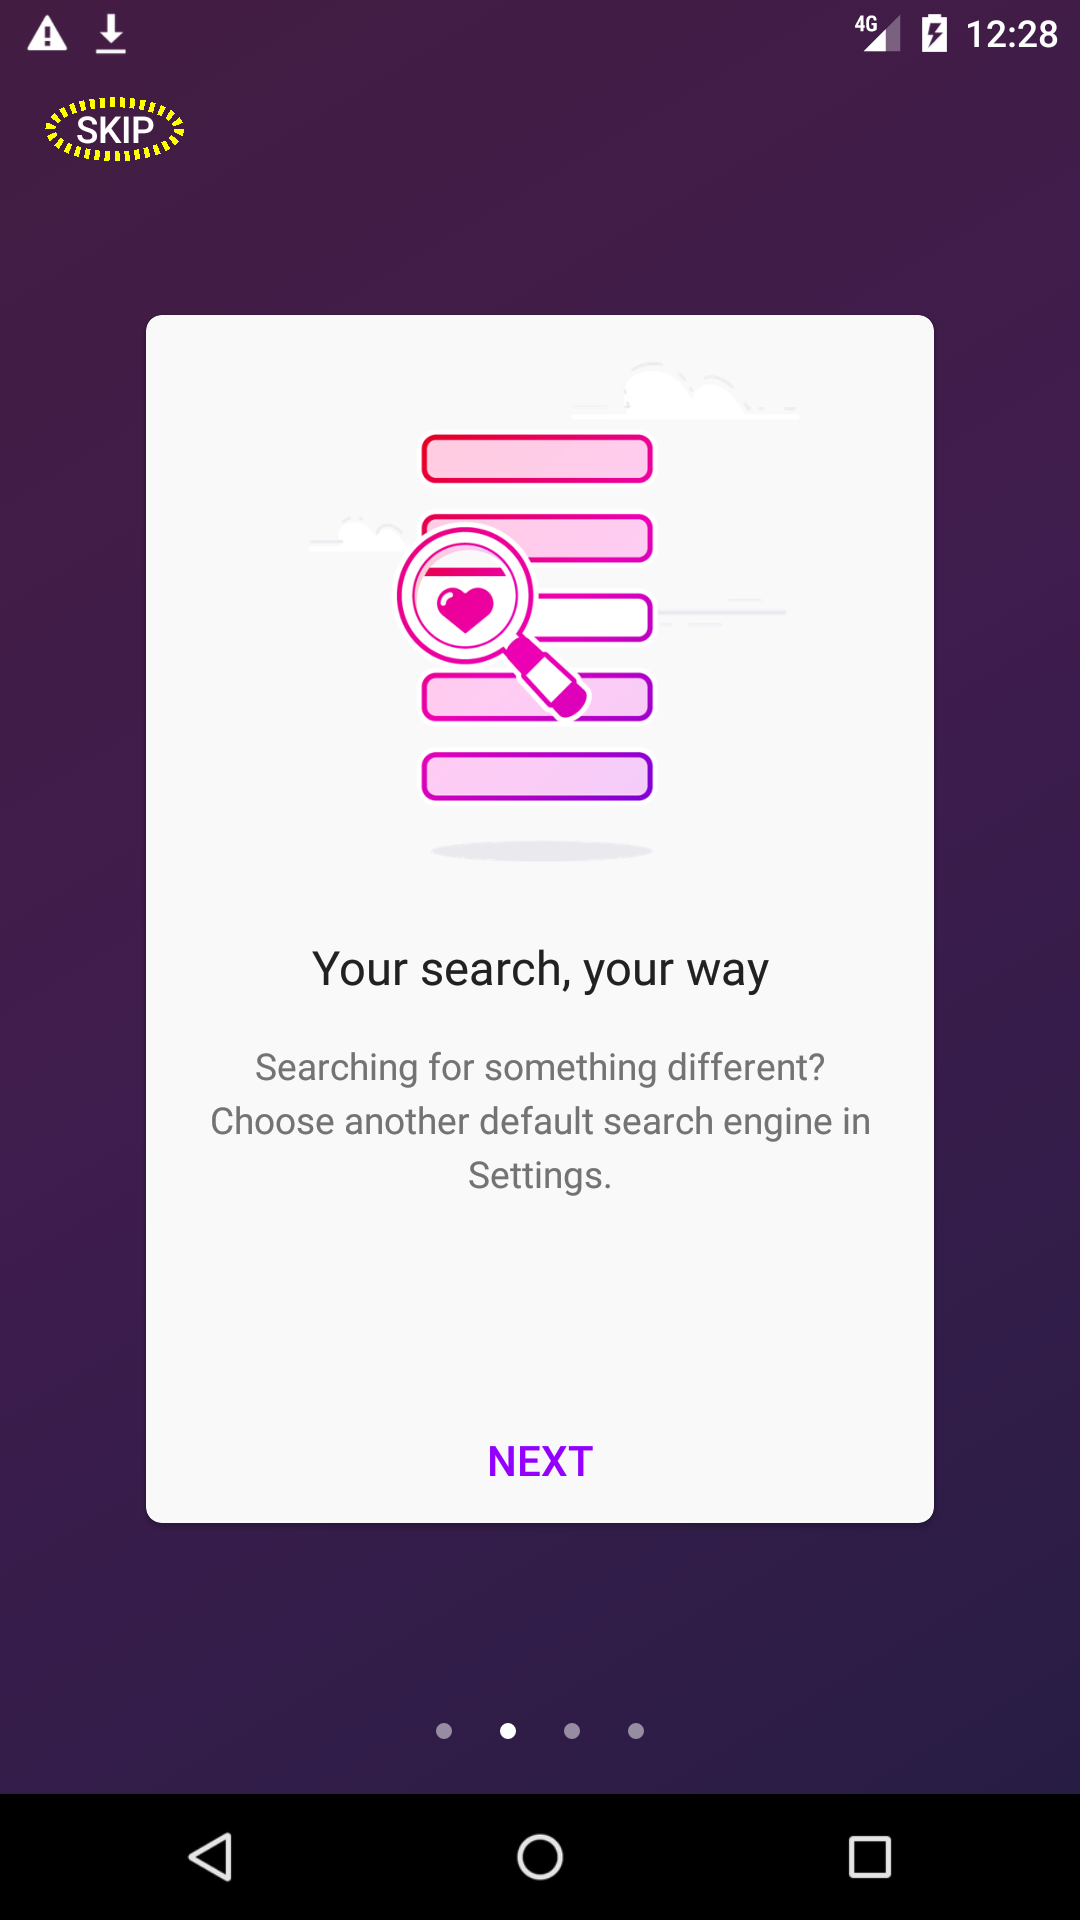 4G 12:28
SKIP
Your search, your way
Searching for something different?
Choose another default search engine in
Settings.
NEXT